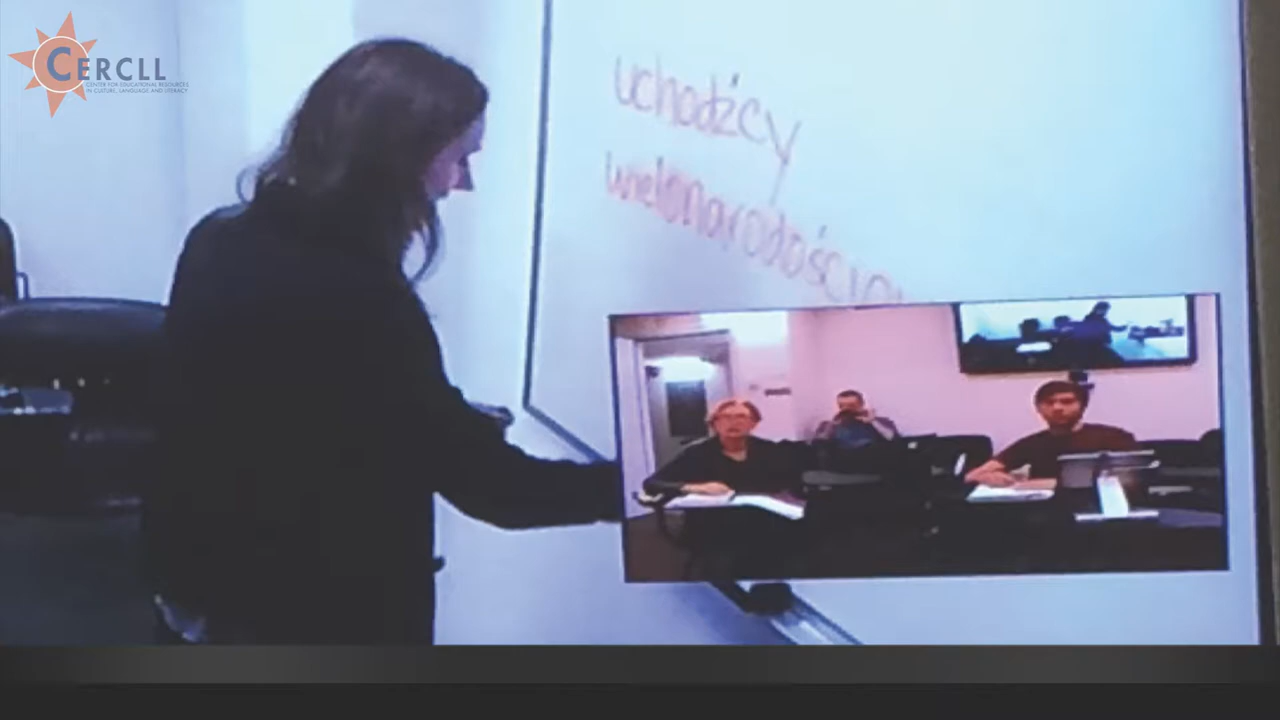 CERCLL
CENTER FOR EDUCATIONAL RESOURCES
IN CULTURE, LANGUAGE AND LITERACY
uchodźcy